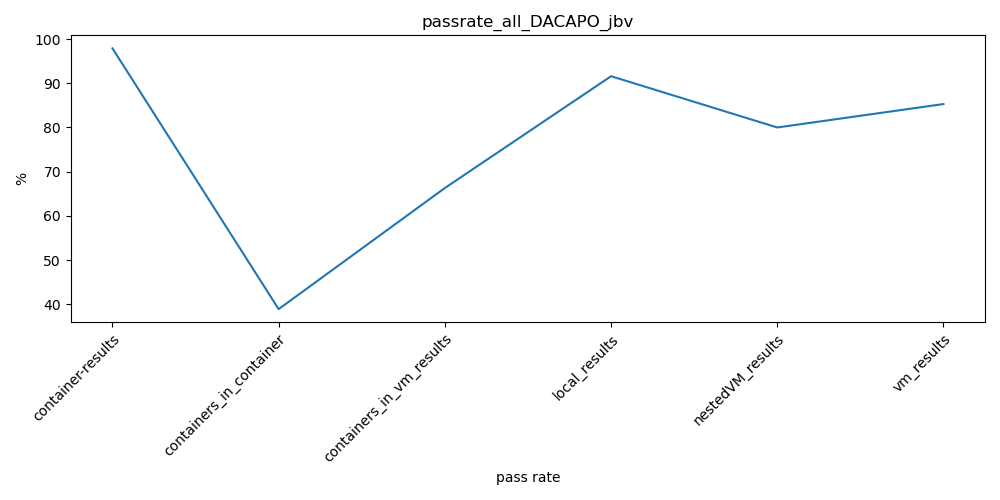 passrate_all_DACAPO_jbv
100
90
80
70
60
50
40
%
container-results
containers_in_container
containers_in_vm_results
local_results
nestedVM_results
vm_results
pass rate